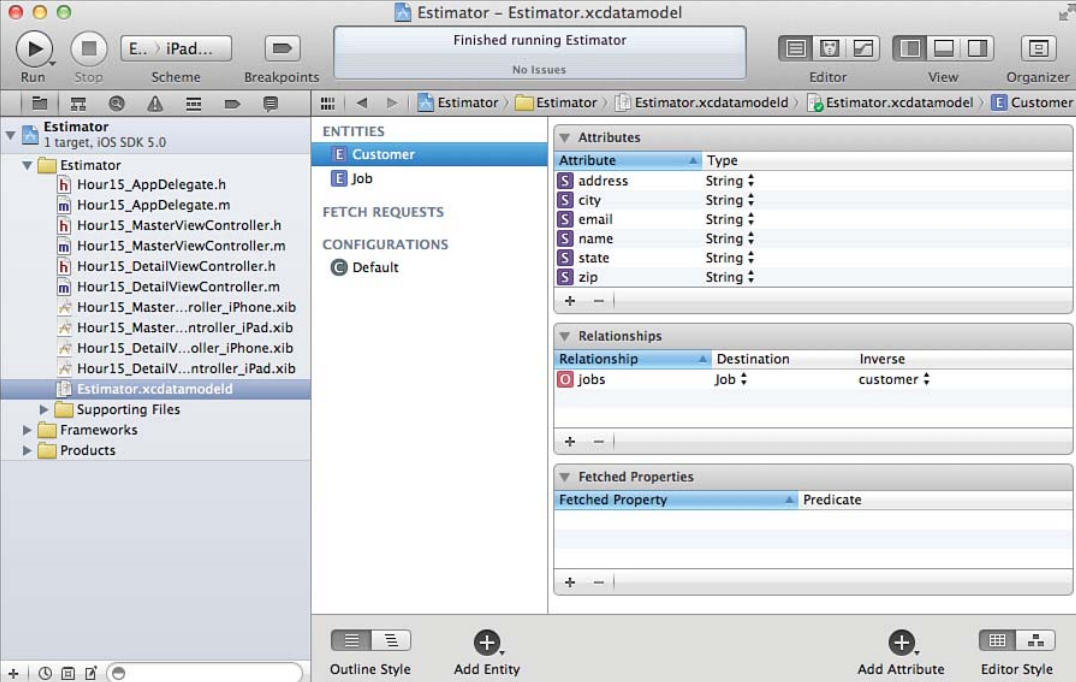 Estimator – Estimator.xcdatamodel
E.. › iPad...
Finished running Estimator
No Issues
Run Stop Scheme Breakpoints Editor View Organizer
Estimator › Estimator › Estimator.xcdatamodeld › Estimator.xcdatamodel › E Customer
Estimator
1 target, iOS SDK 5.0
Estimator
h Hour15_AppDelegate.h
m Hour15_AppDelegate.m
h Hour15_MasterViewController.h
m Hour15_MasterViewController.m
h Hour15_DetailViewController.h
m Hour15_DetailViewController.m
Hour15_Master...roller_iPhone.xib
Hour15_Master...ntroller_iPad.xib
Hour15_DetailV...oller_iPhone.xib
Hour15_DetailV...ntroller_iPad.xib
Estimator.xcdatamodeld
Supporting Files
Frameworks
Products
ENTITIES
E Customer
E Job
FETCH REQUESTS
CONFIGURATIONS
C Default
Attributes
Attribute Type
S address String
S city String
S email String
S name String
S state String
S zip String
+ −
Relationships
Relationship Destination Inverse
O jobs Job customer
+ −
Fetched Properties
Fetched Property Predicate
+ −
Outline Style Add Entity Add Attribute Editor Style